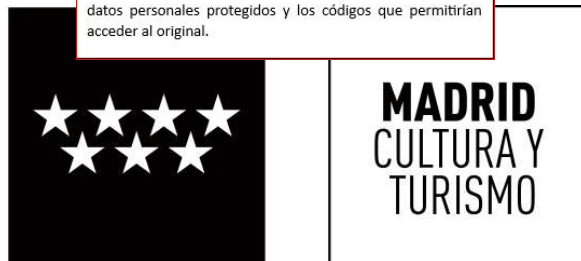 datos personales protegidos y los códigos que permitirían
acceder al original.
MADRID
CULTURA Y
TURISMO